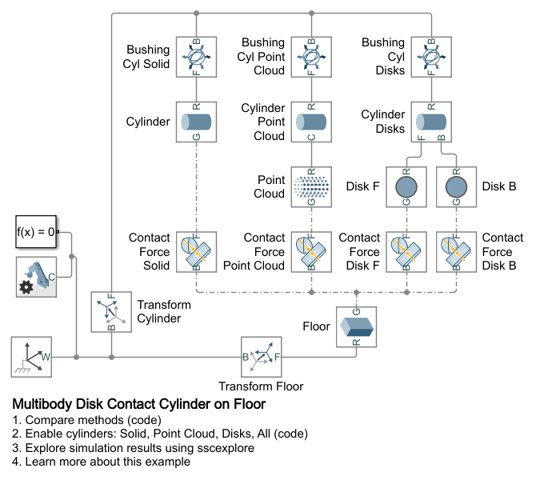 Bushing
Cyl Solid
B
F
Bushing
Cyl Point
Cloud
B
F
Bushing
Cyl
Disks
B
F
Cylinder
R
G
Cylinder
Point
Cloud
R
C
Cylinder
Disks
R
F
B
Point
Cloud
R
G
Disk F
R
G
R
G
Disk B
f(x) = 0
C
Contact
Force
Solid
F
B
Contact
Force
Point Cloud
F
B
Contact
Force
Disk F
F
B
F
B
Contact
Force
Disk B
F
B
Transform
Cylinder
Floor
G
R
W
B
F
Transform Floor
Multibody Disk Contact Cylinder on Floor
1. Compare methods (code)
2. Enable cylinders: Solid, Point Cloud, Disks, All (code)
3. Explore simulation results using sscexplore
4. Learn more about this example